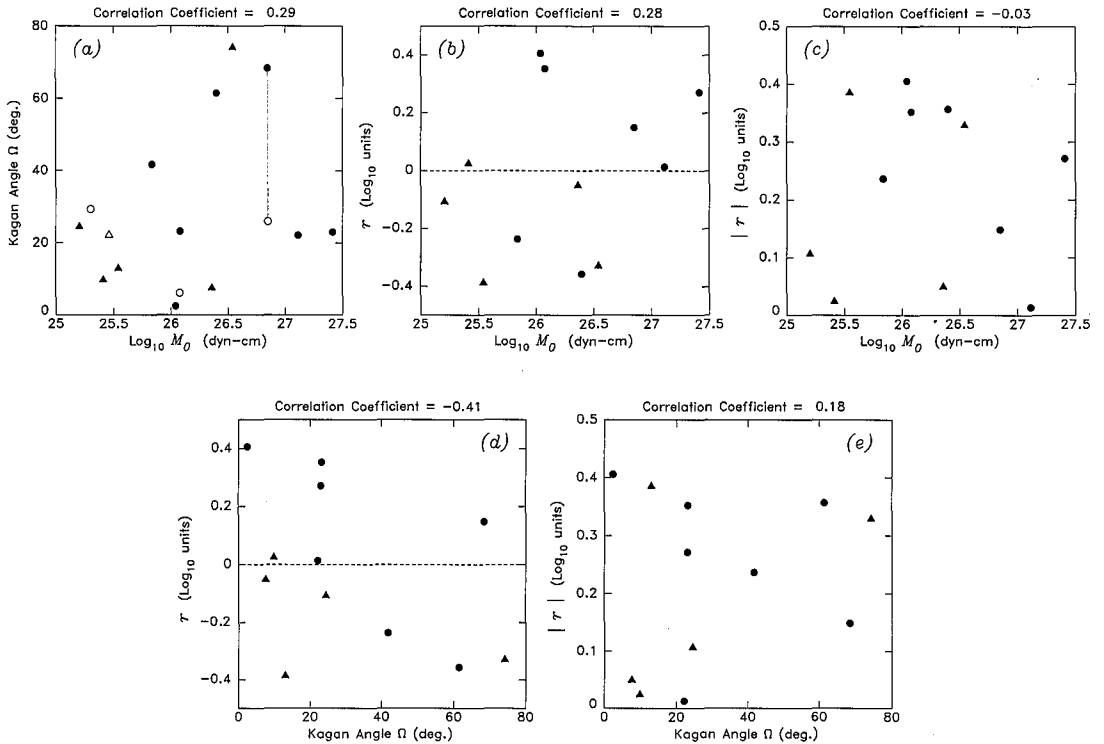 Correlation Coefficient = 0.29
Correlation Coefficient = 0.28
Correlation Coefficient = −0.03
(a)
(b)
(c)
80
60
40
20
0
Kagan Angle Ω (deg.)
25 25.5 26 26.5 27 27.5
Log10 M0 (dyn−cm)
0.4
0.2
0
−0.2
−0.4
r (Log10 units)
25 25.5 26 26.5 27 27.5
Log10 M0 (dyn−cm)
0.5
0.4
0.3
0.2
0.1
0
| r | (Log10 units)
25 25.5 26 26.5 27 27.5
Log10 M0 (dyn−cm)
Correlation Coefficient = −0.41
Correlation Coefficient = 0.18
(d)
(e)
0.4
0.2
0
−0.2
−0.4
r (Log10 units)
0 20 40 60 80
Kagan Angle Ω (deg.)
0.5
0.4
0.3
0.2
0.1
0
| r | (Log10 units)
0 20 40 60 80
Kagan Angle Ω (deg.)